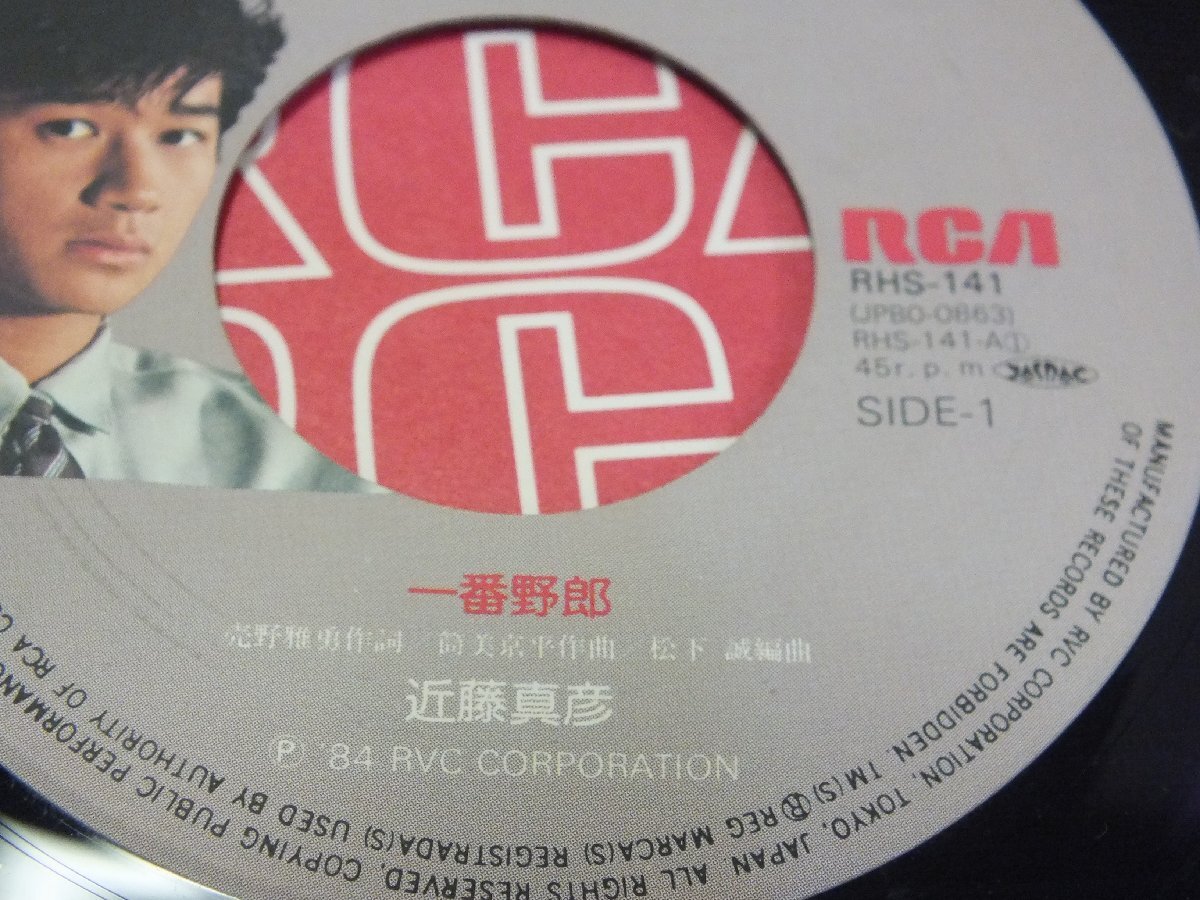 RCA
RHS-141
(JPBO-0863)
RHS-141-A①
45r.p.m
SIDE-1
一番野郎
売野雅勇作詞 筒美京平作曲 松下 誠編曲
近藤真彦
Ⓟ '84 RVC CORPORATION
MANUFACTURED BY RVC CORPORATION, TOKYO, JAPAN. ALL RIGHTS RESERVED. COPYING PUBLIC PERFORMANC
OF THESE RECORDS ARE FORBIDDEN. TM(S) Ⓡ REG MARCA(S) REGISTRADA(S) USED BY AUTHORITY OF RCA